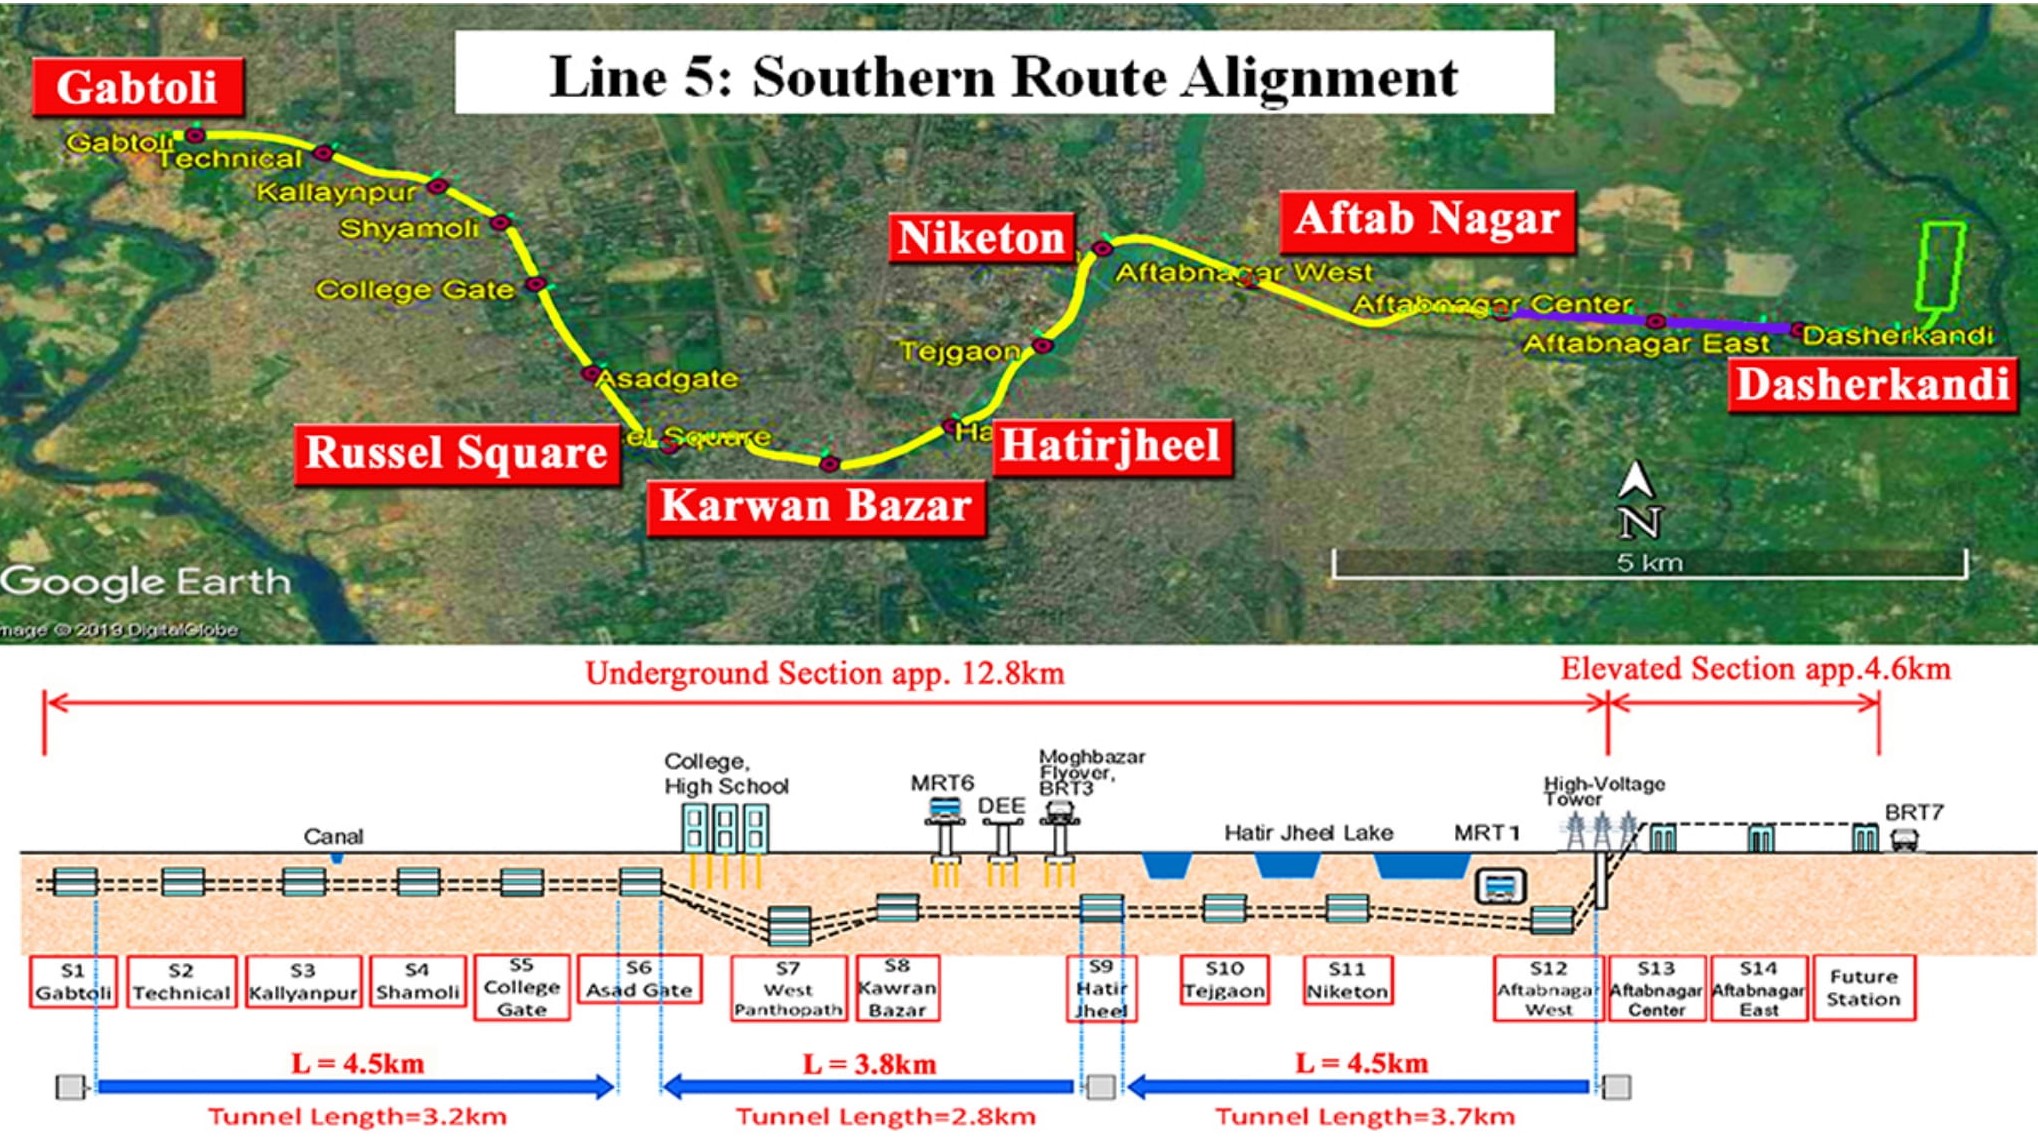 Line 5: Southern Route Alignment
Gabtoli
Gabtoli
Technical
Kallaynpur
Shyamoli
College Gate
Asadgate
Russel Square
el Square
Karwan Bazar
Ha
Hatirjheel
Tejgaon
Niketon
Aftab Nagar
Aftabnagar West
Aftabnagar Center
Aftabnagar East
Dasherkandi
Dasherkandi
N
5 km
Google Earth
mage © 2019 DigitalGlobe
Underground Section app. 12.8km
Elevated Section app.4.6km
College,
High School
Canal
MRT6
DEE
Moghbazar
Flyover,
BRT3
Hatir Jheel Lake
MRT1
High-Voltage
Tower
BRT7
S1
Gabtoli
S2
Technical
S3
Kallyanpur
S4
Shamoli
S5
College
Gate
S6
Asad Gate
S7
West
Panthopath
S8
Kawran
Bazar
S9
Hatir
Jheel
S10
Tejgaon
S11
Niketon
S12
Aftabnagar
West
S13
Aftabnagar
Center
S14
Aftabnagar
East
Future
Station
L = 4.5km
L = 3.8km
L = 4.5km
Tunnel Length=3.2km
Tunnel Length=2.8km
Tunnel Length=3.7km